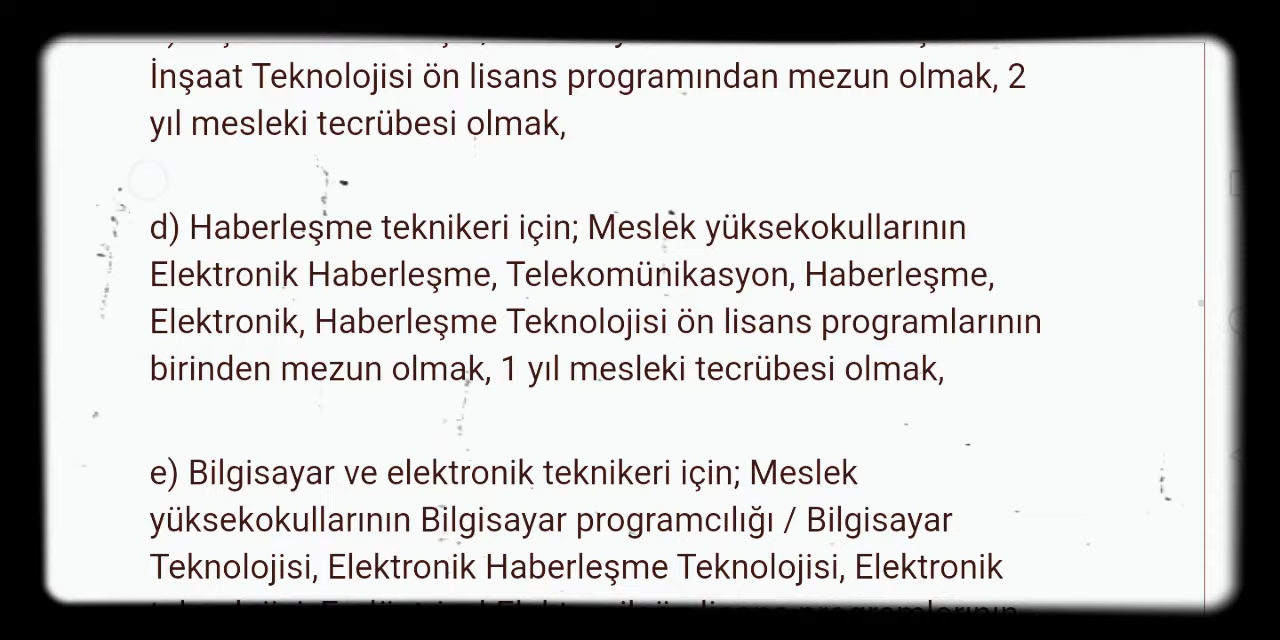 İnşaat Teknolojisi ön lisans programından mezun olmak, 2
yıl mesleki tecrübesi olmak,
d) Haberleşme teknikeri için; Meslek yüksekokullarının
Elektronik Haberleşme, Telekomünikasyon, Haberleşme,
Elektronik, Haberleşme Teknolojisi ön lisans programlarının
birinden mezun olmak, 1 yıl mesleki tecrübesi olmak,
e) Bilgisayar ve elektronik teknikeri için; Meslek
yüksekokullarının Bilgisayar programcılığı / Bilgisayar
Teknolojisi, Elektronik Haberleşme Teknolojisi, Elektronik